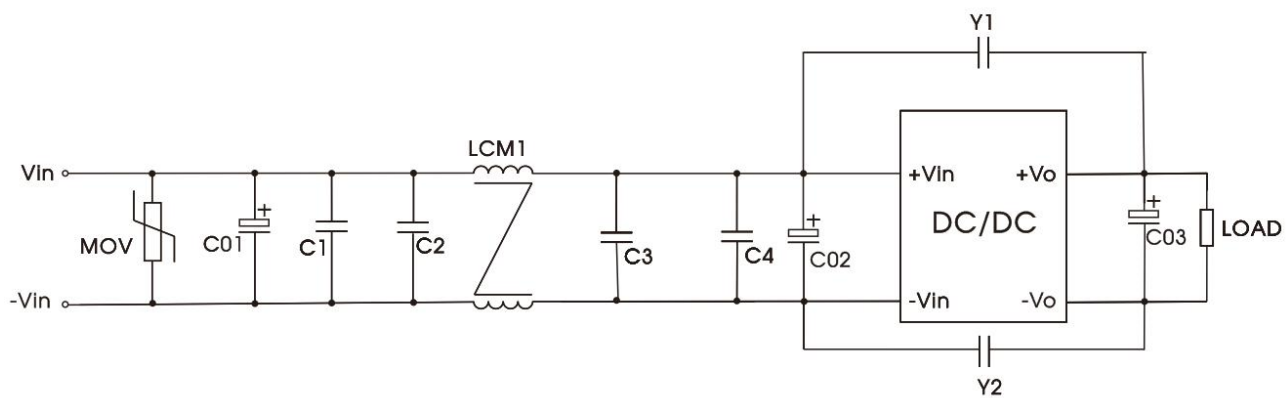 Y1
LCM1
Vin
+Vin
+Vo
+
+
+
MOV
C01
C1
C2
C3
C4
C02
DC/DC
C03
LOAD
-Vin
-Vin
-Vo
Y2